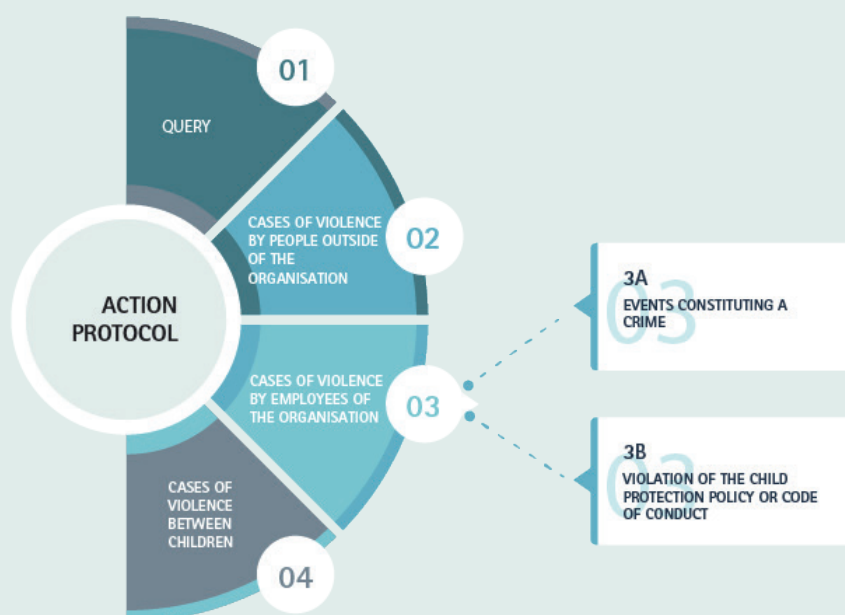 01
QUERY
CASES OF VIOLENCE
BY PEOPLE OUTSIDE
OF THE
ORGANISATION
02
ACTION
PROTOCOL
CASES OF VIOLENCE
BY EMPLOYEES OF
THE ORGANISATION
03
CASES OF
VIOLENCE
BETWEEN
CHILDREN
04
03
3A
EVENTS CONSTITUTING A
CRIME
03
3B
VIOLATION OF THE CHILD
PROTECTION POLICY OR CODE
OF CONDUCT